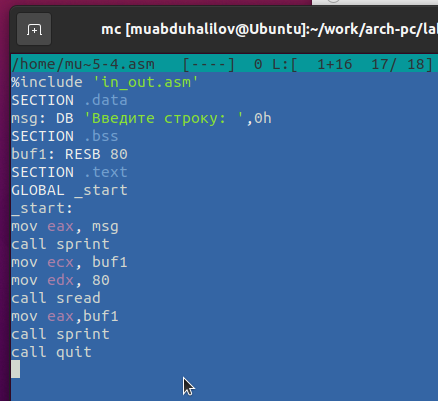 mc [muabduhalilov@Ubuntu]:~/work/arch-pc/lab
/home/mu~5-4.asm [----] 0 L:[ 1+16 17/ 18]
%include 'in_out.asm'
SECTION .data
msg: DB 'Введите строку: ',0h
SECTION .bss
buf1: RESB 80
SECTION .text
GLOBAL _start
_start:
mov eax, msg
call sprint
mov ecx, buf1
mov edx, 80
call sread
mov eax,buf1
call sprint
call quit